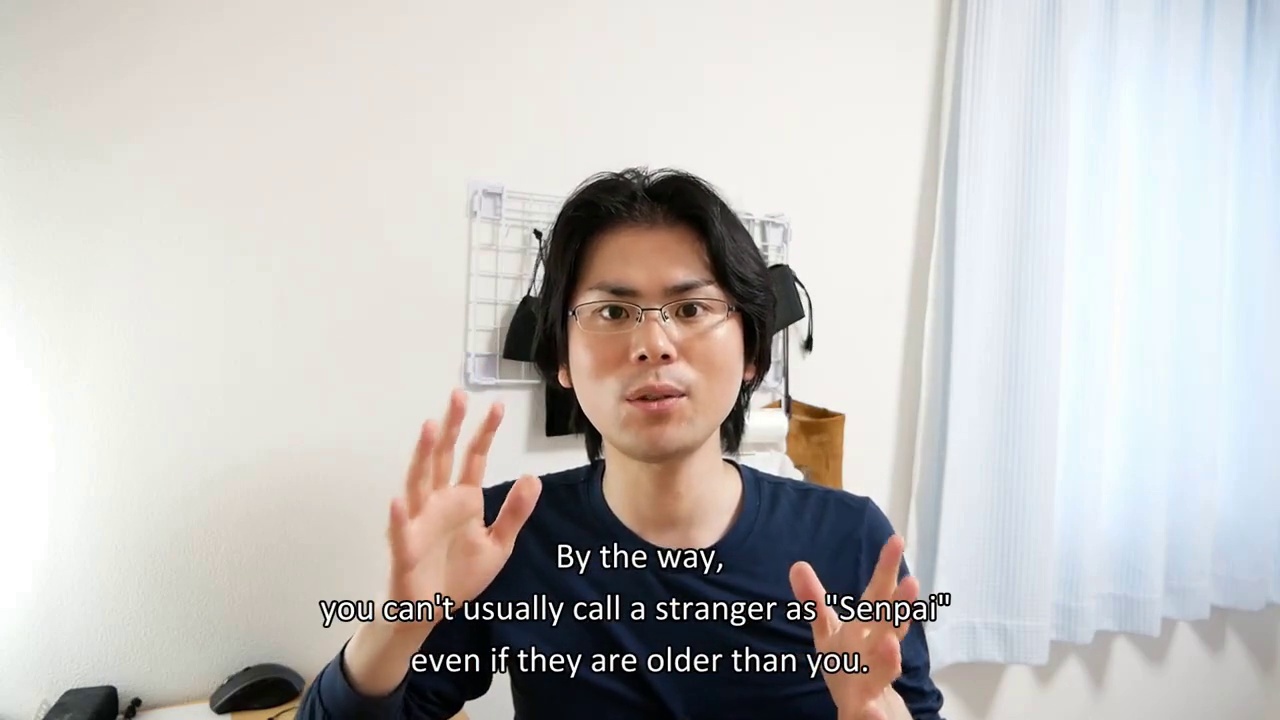 By the way,
you can't usually call a stranger as "Senpai"
even if they are older than you.